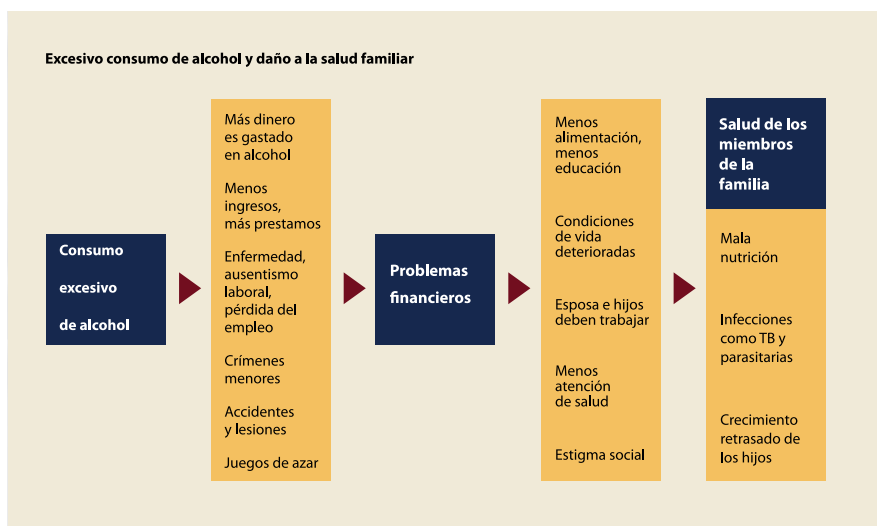 Excesivo consumo de alcohol y daño a la salud familiar
Consumo
excesivo
de alcohol
Más dinero
es gastado
en alcohol
Menos
ingresos,
más prestamos
Enfermedad,
ausentismo
laboral,
pérdida del
empleo
Crímenes
menores
Accidentes
y lesiones
Juegos de azar
Problemas
financieros
Menos
alimentación,
menos
educación
Condiciones
de vida
deterioradas
Esposa e hijos
deben trabajar
Menos
atención
de salud
Estigma social
Salud de los
miembros
de la
familia
Mala
nutrición
Infecciones
como TB y
parasitarias
Crecimiento
retrasado de
los hijos